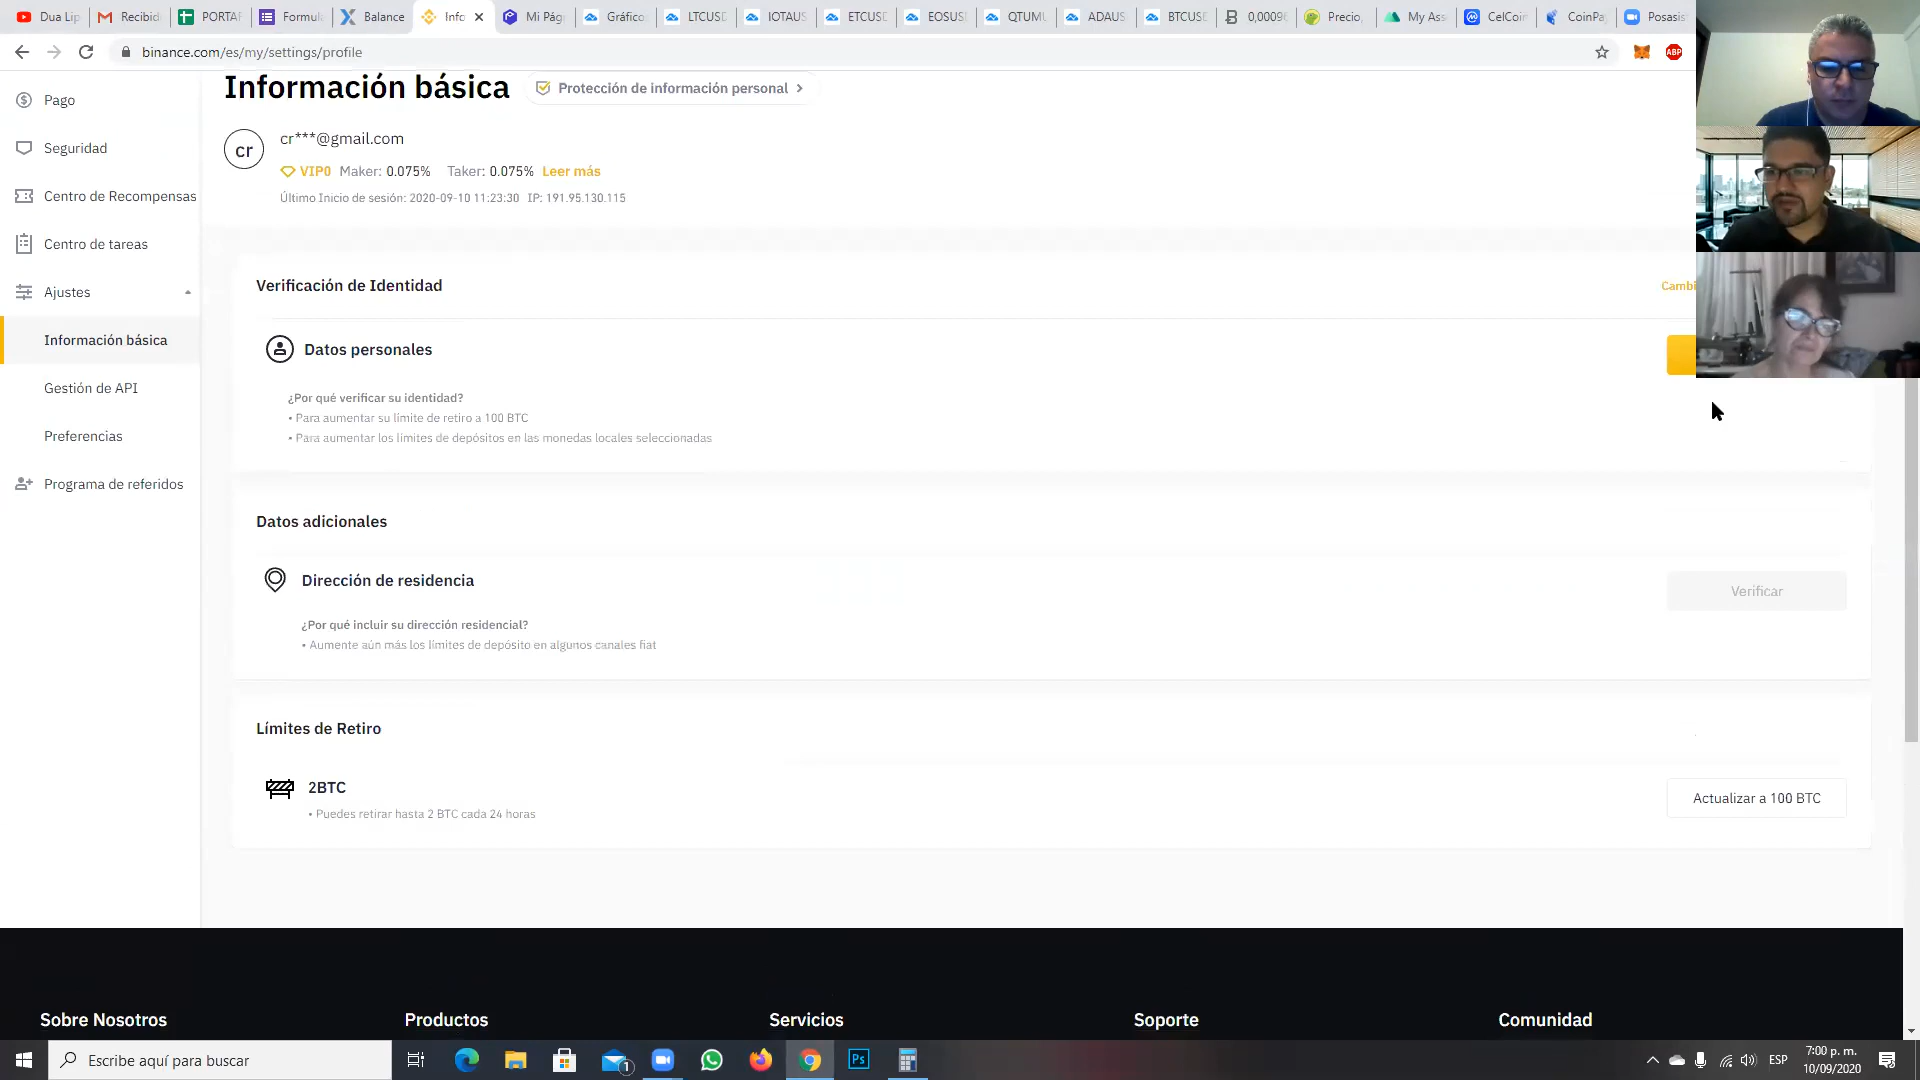 Dua Lip
Recibid
PORTAF
Formula
Balance
Info
Mi Pág
Gráfico
LTCUSD
IOTAUS
ETCUSD
EOSUS
QTUMU
ADAUS
BTCUSD
0,0009
Precio,
My Ass
CelCoin
CoinPa
Posasist
binance.com/es/my/settings/profile
ABP
Información básica
Protección de información personal
cr
cr***@gmail.com
VIP0 Maker: 0.075% Taker: 0.075% Leer más
Último Inicio de sesión: 2020-09-10 11:23:30 IP: 191.95.130.115
Pago
Seguridad
Centro de Recompensas
Centro de tareas
Ajustes
Información básica
Gestión de API
Preferencias
Programa de referidos
Verificación de Identidad
Cambi
Datos personales
¿Por qué verificar su identidad?
• Para aumentar su límite de retiro a 100 BTC
• Para aumentar los límites de depósitos en las monedas locales seleccionadas
Datos adicionales
Dirección de residencia
Verificar
¿Por qué incluir su dirección residencial?
• Aumente aún más los límites de depósito en algunos canales fiat
Límites de Retiro
2BTC
• Puedes retirar hasta 2 BTC cada 24 horas
Actualizar a 100 BTC
Sobre Nosotros
Productos
Servicios
Soporte
Comunidad
Escribe aquí para buscar
1
Ps
ESP
7:00 p. m.
10/09/2020